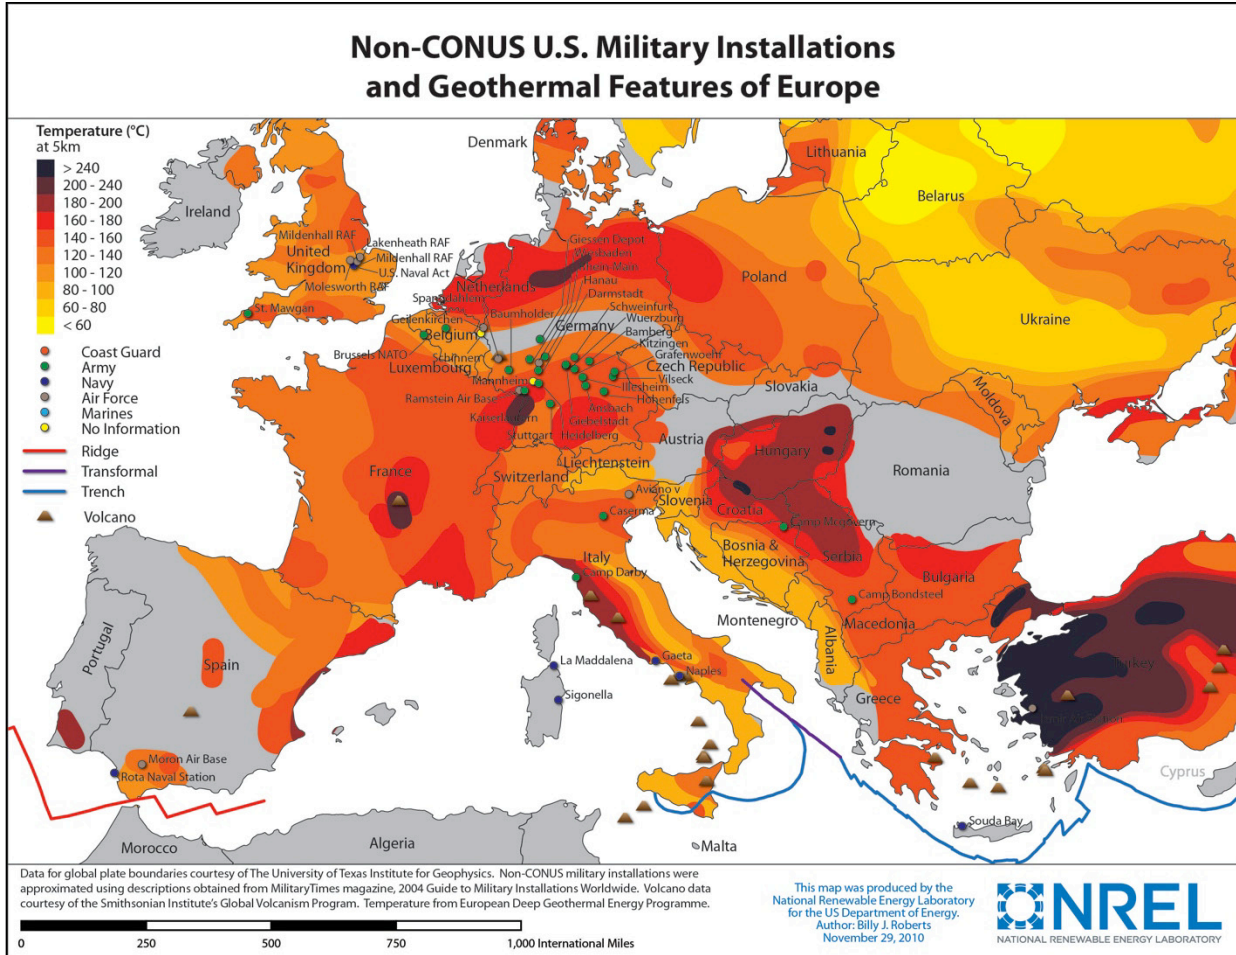 Non-CONUS U.S. Military Installations
and Geothermal Features of Europe
Temperature (°C)
at 5km
> 240
200 - 240
180 - 200
160 - 180
140 - 160
120 - 140
100 - 120
80 - 100
60 - 80
< 60
Coast Guard
Army
Navy
Air Force
Marines
No Information
Ridge
Transformal
Trench
Volcano
Denmark
Lithuania
Belarus
Ireland
Mildenhall RAF
United
Kingdom
Lakenheath RAF
Mildenhall RAF
U.S. Naval Act
Molesworth RAF
St. Mawgan
Giessen Depot
Wiesbaden
Rhein-Main
Hanau
Darmstadt
Schweinfurt
Wuerzburg
Bamberg
Kitzingen
Grafenwoehr
Vilseck
Illesheim
Hohenfels
Ansbach
Giebelstadt
Heidelberg
Stuttgart
Netherlands
Spangdahlem
Baumholder
Geilenkirchen
Belgium
Germany
Brussels NATO
Schinnen
Luxembourg
Mannheim
Ramstein Air Base
Poland
Ukraine
Czech Republic
Slovakia
Moldova
Austria
Hungary
Romania
France
Switzerland
Liechtenstein
Slovenia
Croatia
Aviano v
Caserma
Camp McGovern
Bosnia &
Herzegovina
Serbia
Bulgaria
Italy
Camp Darby
Camp Bondsteel
Montenegro
Macedonia
Albania
Portugal
Spain
La Maddalena
Sigonella
Gaeta
Naples
Greece
Turkey
Moron Air Base
Rota Naval Station
Cyprus
Souda Bay
Malta
Morocco
Algeria
Data for global plate boundaries courtesy of The University of Texas Institute for Geophysics. Non-CONUS military installations were
approximated using descriptions obtained from MilitaryTimes magazine, 2004 Guide to Military Installations Worldwide. Volcano data
courtesy of the Smithsonian Institute's Global Volcanism Program. Temperature from European Deep Geothermal Energy Programme.
0 250 500 750 1,000 International Miles
This map was produced by the
National Renewable Energy Laboratory
for the US Department of Energy.
Author: Billy J. Roberts
November 29, 2010
NREL
NATIONAL RENEWABLE ENERGY LABORATORY